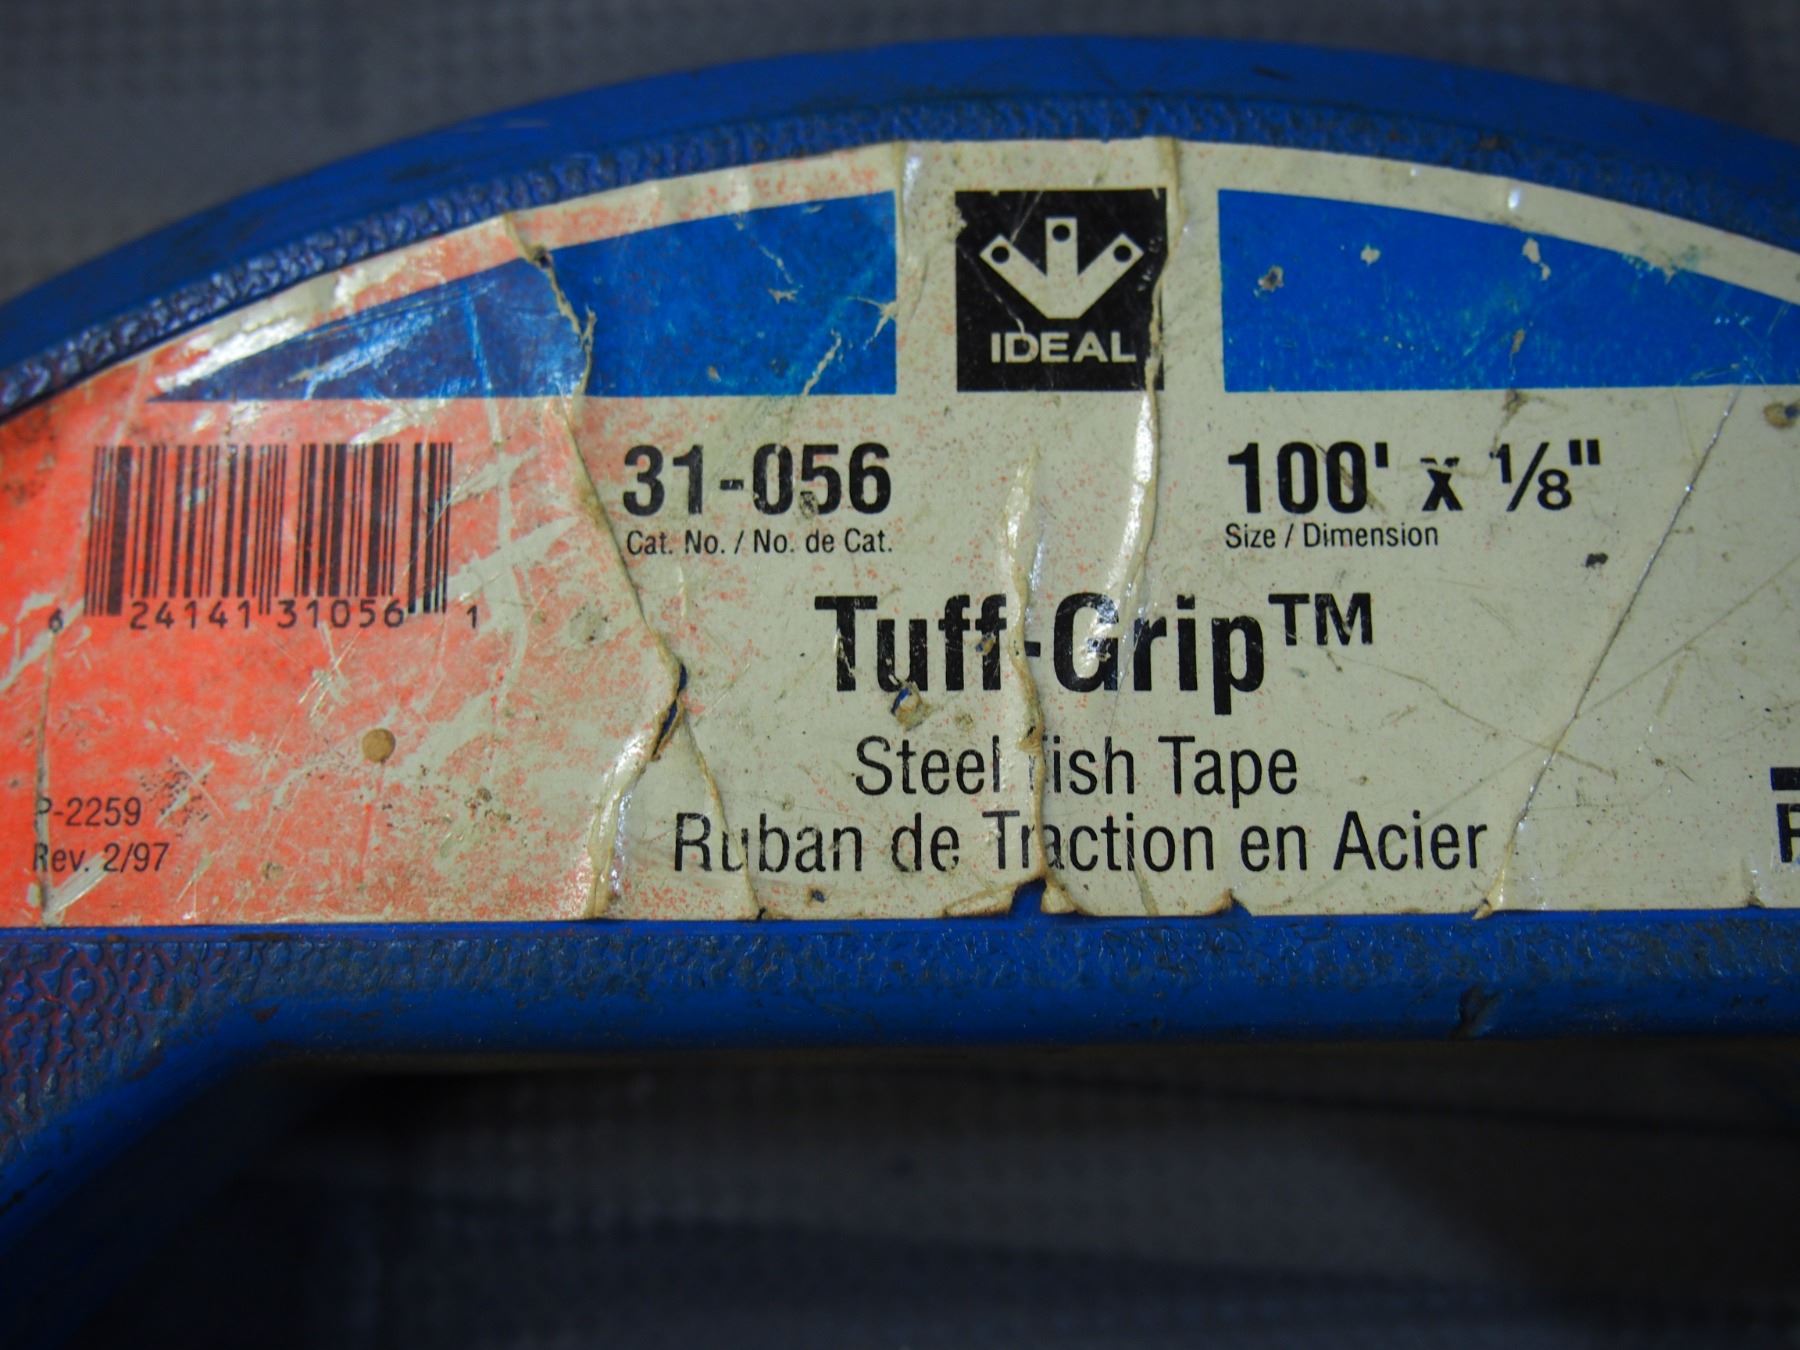 IDEAL
31-056
Cat. No. / No. de Cat.
100' x 1/8"
Size / Dimension
6 24141 31056 1
Tuff-Grip™
Steel Fish Tape
Ruban de Traction en Acier
P-2259
Rev. 2/97